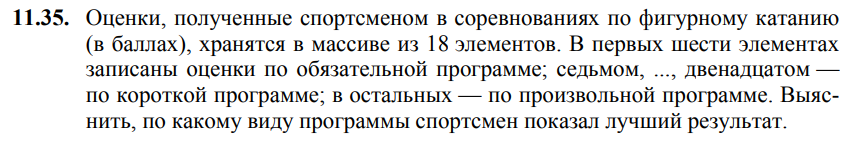 11.35. Оценки, полученные спортсменом в соревнованиях по фигурному катанию
(в баллах), хранятся в массиве из 18 элементов. В первых шести элементах
записаны оценки по обязательной программе; седьмом, ..., двенадцатом —
по короткой программе; в остальных — по произвольной программе. Выяс-
нить, по какому виду программы спортсмен показал лучший результат.